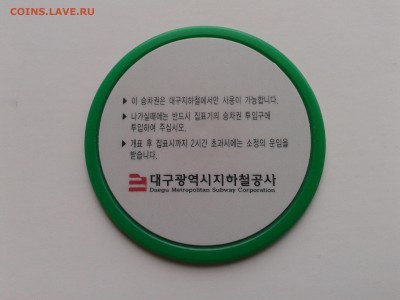 COINS.LAVE.RU
▶ 이 승차권은 대구지하철에서만 사용이 가능합니다.
▶ 나가실때에는 반드시 집표기의 승차권 투입구에
투입하여 주십시오.
▶ 개표 후 집표시까지 2시간 초과시에는 소정의 운임을
받습니다.
대구광역시지하철공사
Daegu Metropolitan Subway Corporation